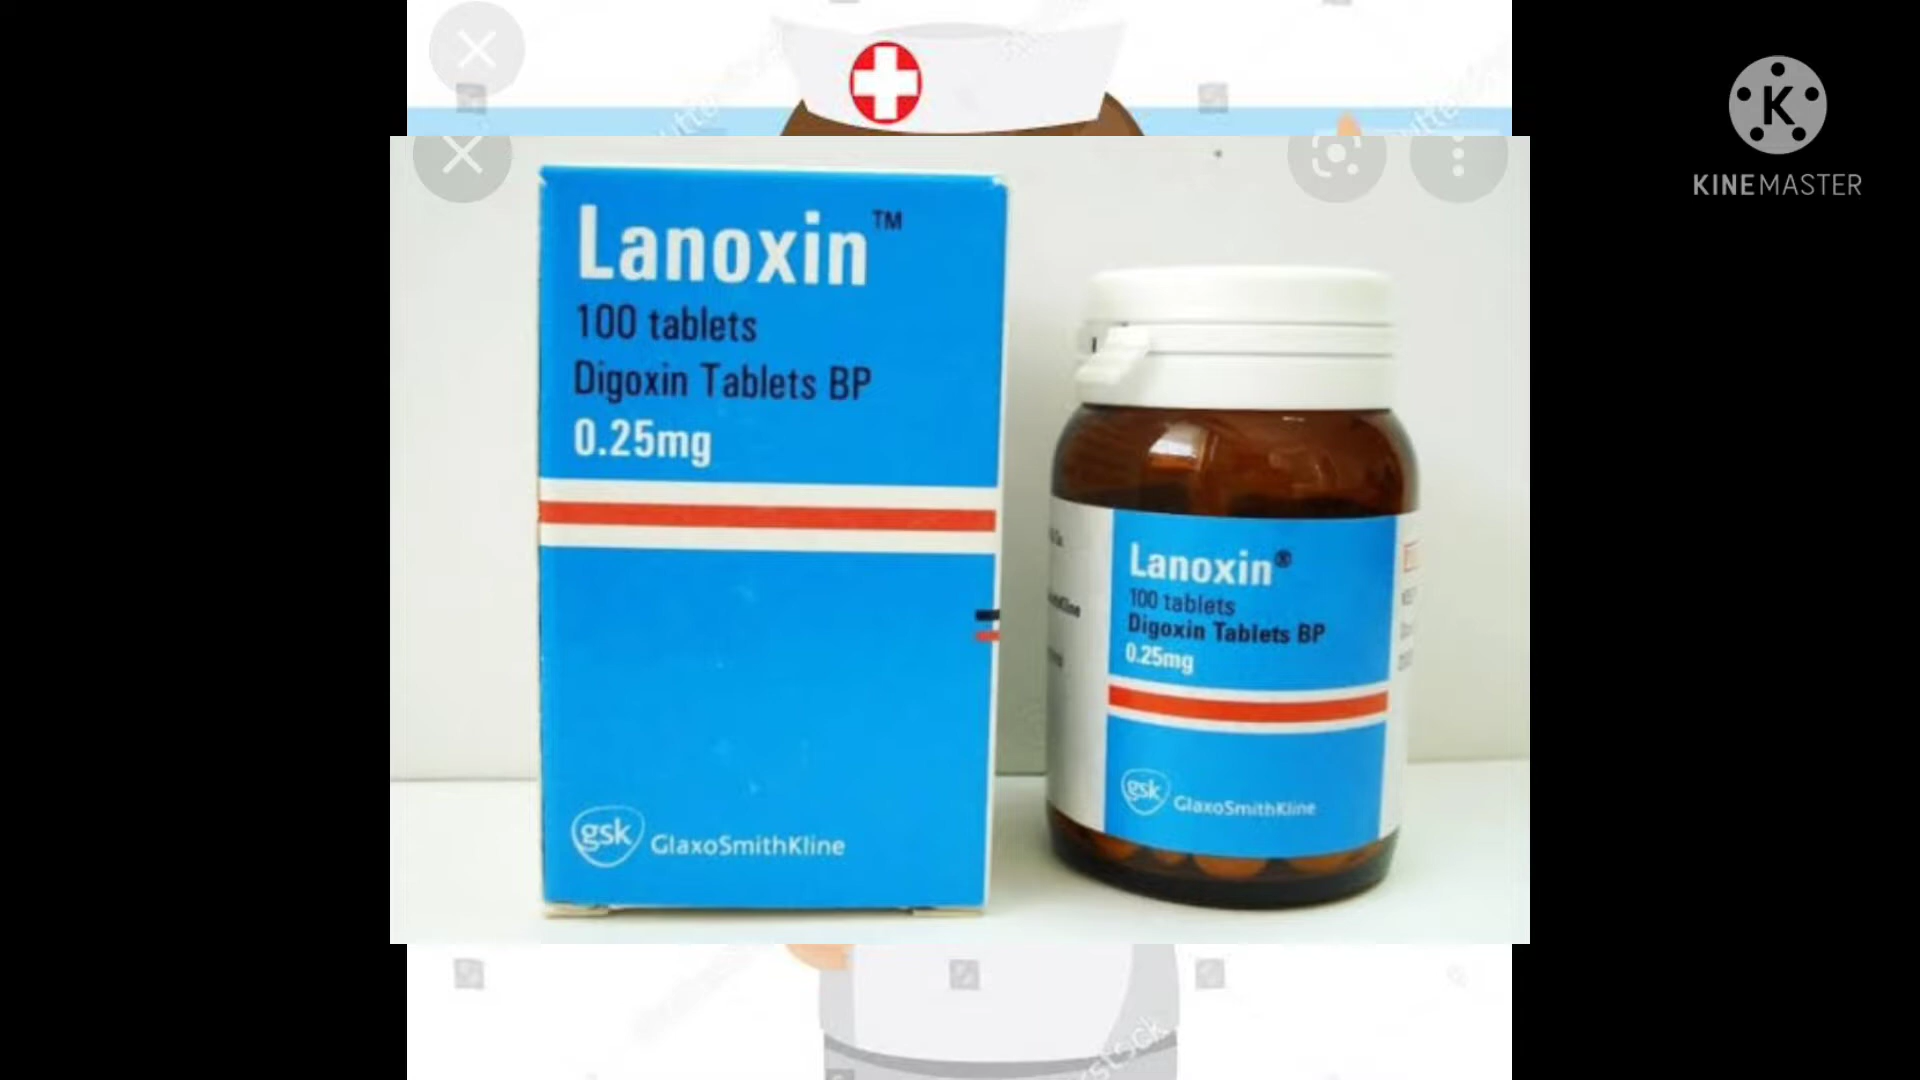 Lanoxin™
100 tablets
Digoxin Tablets BP
0.25mg
gsk GlaxoSmithKline
Lanoxin®
100 tablets
Digoxin Tablets BP
0.25mg
gsk GlaxoSmithKline
K
KINEMASTER